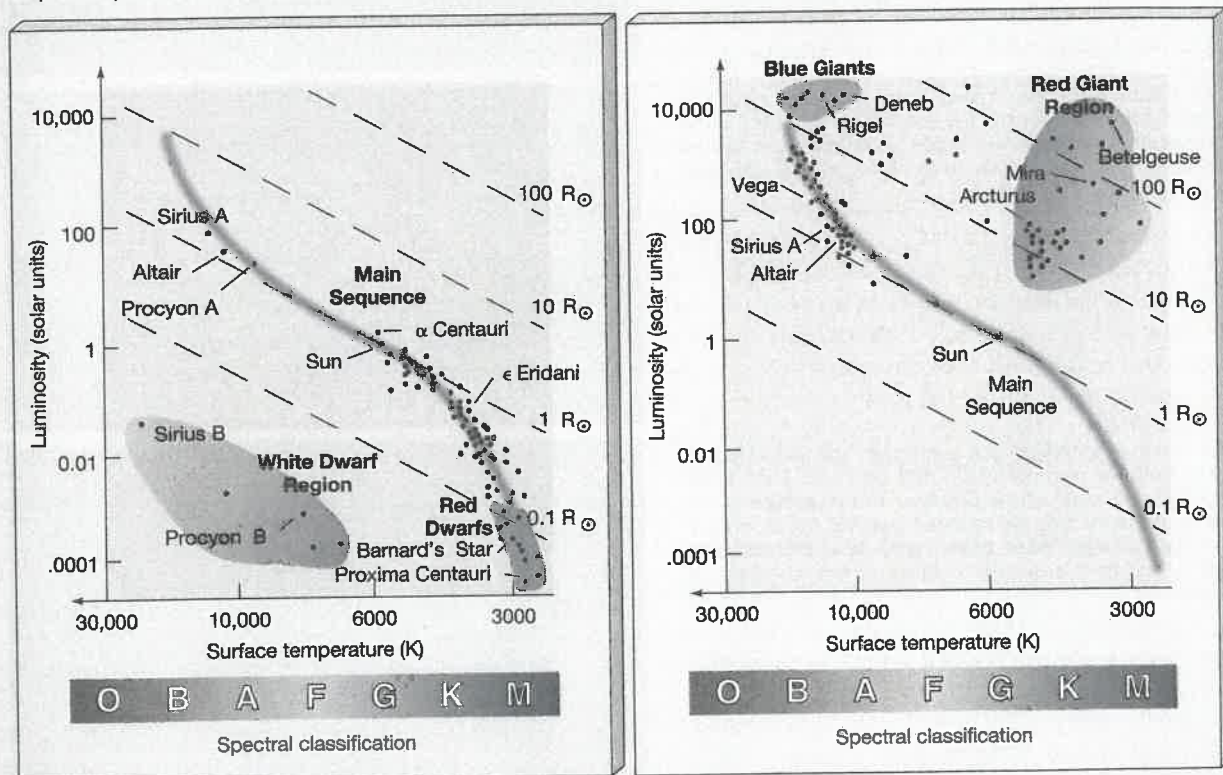 10,000
100 R⊙
Sirius A
100
Altair
Procyon A
Main
Sequence
10 R⊙
α Centauri
1
Sun
ϵ Eridani
1 R⊙
Sirius B
0.01
White Dwarf
Region
Red
Dwarfs
0.1 R⊙
Procyon B
Barnard's Star
.0001
Proxima Centauri
Luminosity (solar units)
30,000
10,000
6000
3000
Surface temperature (K)
O B A F G K M
Spectral classification
Blue Giants
Red Giant
Region
10,000
Deneb
Rigel
Betelgeuse
Mira
Arcturus
100 R⊙
Vega
100
Sirius A
Altair
10 R⊙
1
Sun
Main
Sequence
1 R⊙
0.01
0.1 R⊙
.0001
Luminosity (solar units)
30,000
10,000
6000
3000
Surface temperature (K)
O B A F G K M
Spectral classification